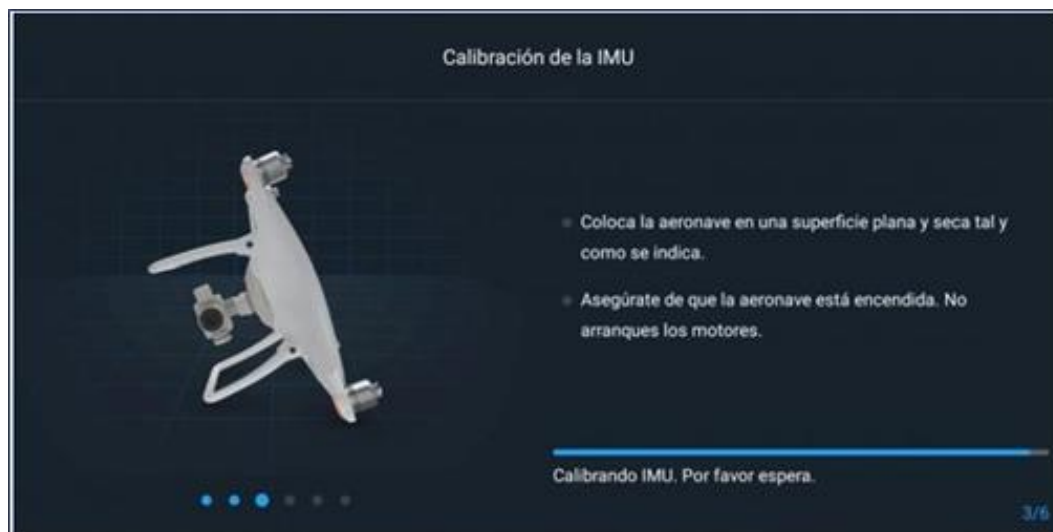 Calibración de la IMU
Coloca la aeronave en una superficie plana y seca tal y
como se indica.
Asegúrate de que la aeronave está encendida. No
arranques los motores.
Calibrando IMU. Por favor espera.
3/6